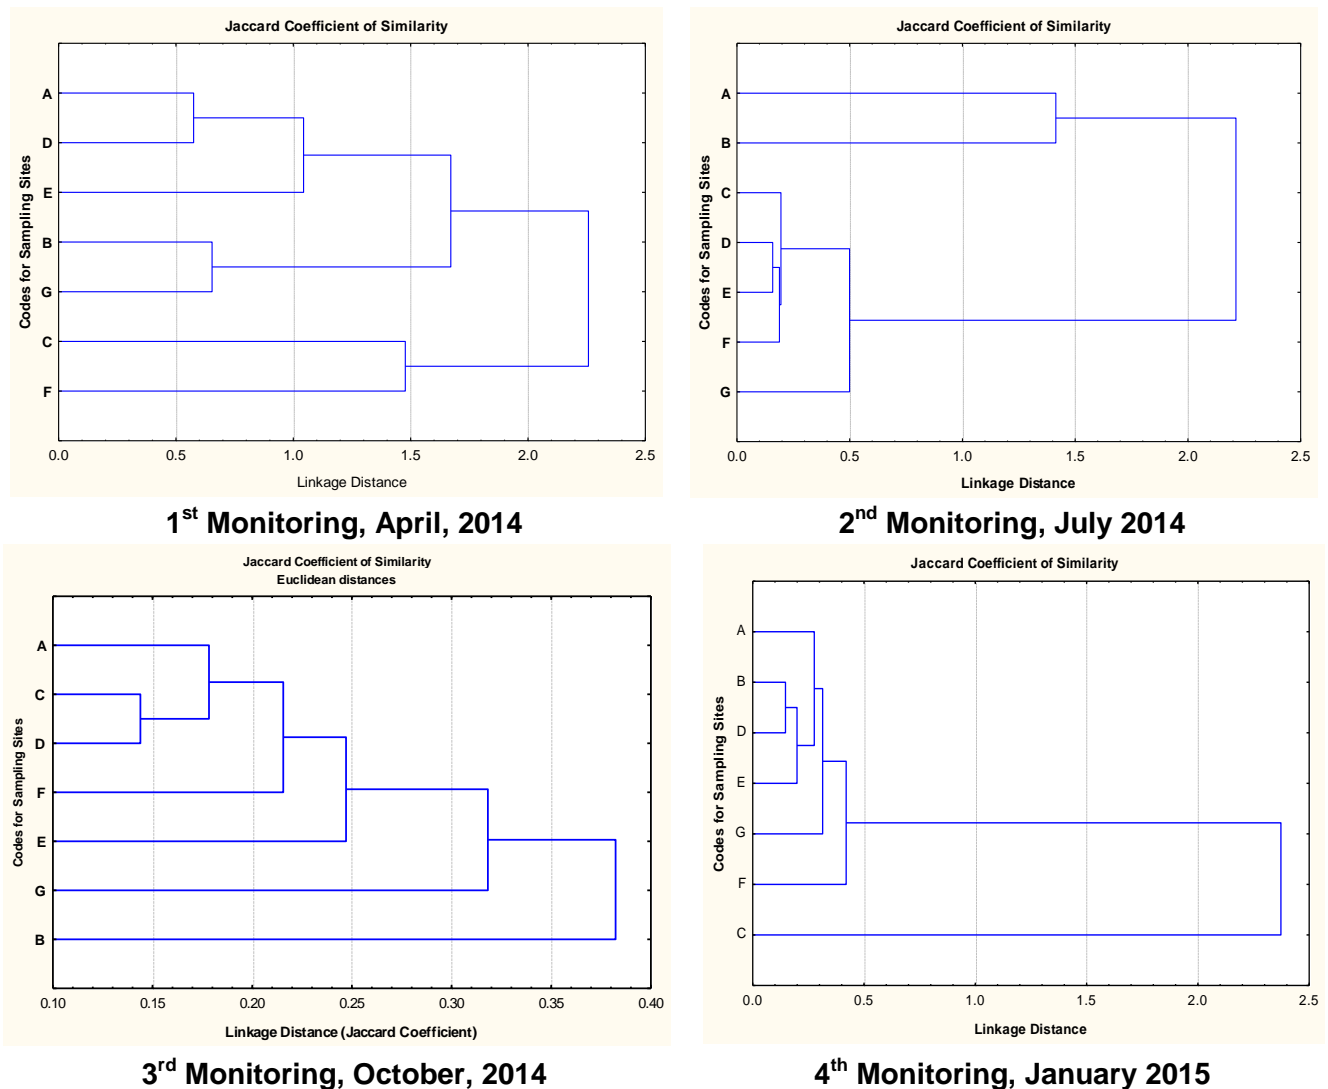 Jaccard Coefficient of Similarity
Codes for Sampling Sites
A
D
E
B
G
C
F
0.0 0.5 1.0 1.5 2.0 2.5
Linkage Distance
1st Monitoring, April, 2014
Jaccard Coefficient of Similarity
Codes for Sampling Sites
A
B
C
D
E
F
G
0.0 0.5 1.0 1.5 2.0 2.5
Linkage Distance
2nd Monitoring, July 2014
Jaccard Coefficient of Similarity
Euclidean distances
Codes for Sampling Sites
A
C
D
F
E
G
B
0.10 0.15 0.20 0.25 0.30 0.35 0.40
Linkage Distance (Jaccard Coefficient)
3rd Monitoring, October, 2014
Jaccard Coefficient of Similarity
Codes for Sampling Sites
A
B
D
E
G
F
C
0.0 0.5 1.0 1.5 2.0 2.5
Linkage Distance
4th Monitoring, January 2015